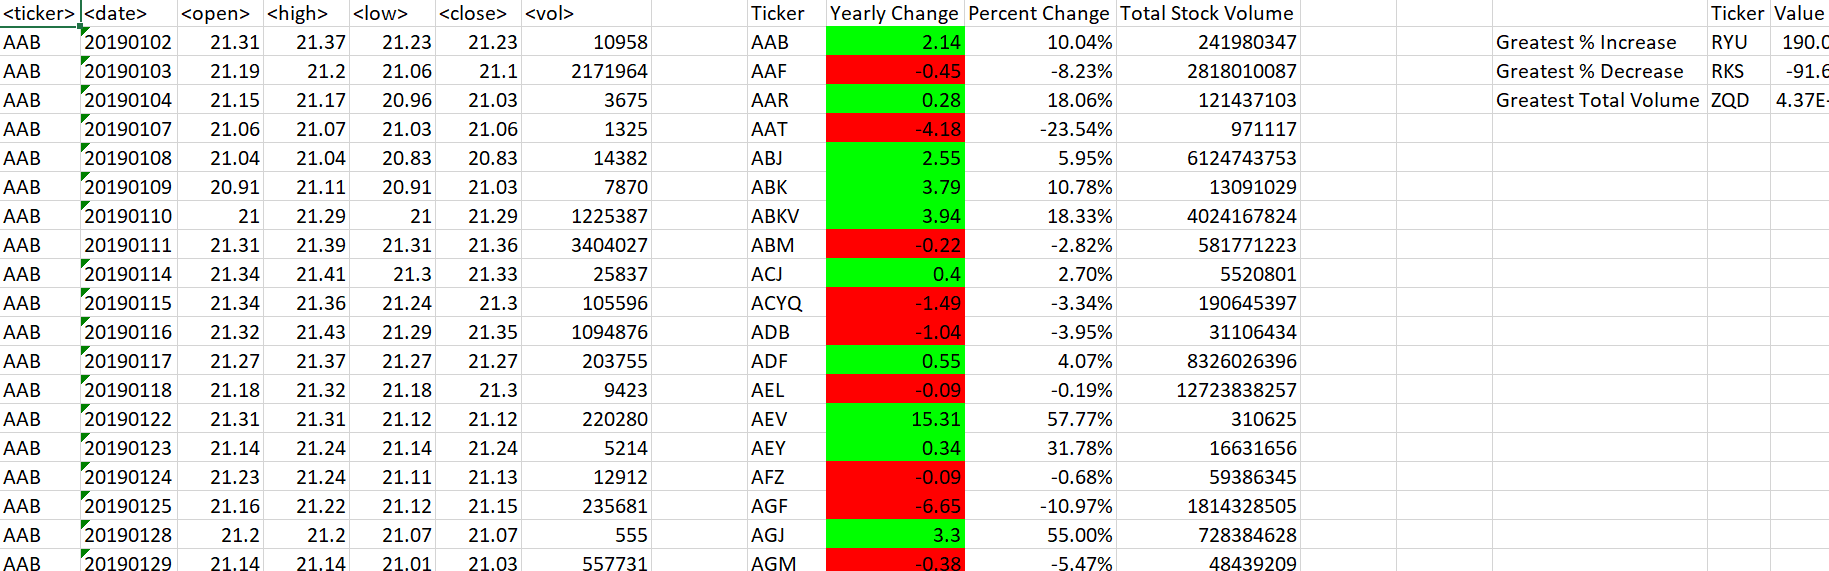 <ticker> <date> <open> <high> <low> <close> <vol> Ticker Yearly Change Percent Change Total Stock Volume Ticker Value
AAB 20190102 21.31 21.37 21.23 21.23 10958 AAB 2.14 10.04% 241980347 Greatest % Increase RYU 190.0
AAB 20190103 21.19 21.2 21.06 21.1 2171964 AAF -0.45 -8.23% 2818010087 Greatest % Decrease RKS -91.6
AAB 20190104 21.15 21.17 20.96 21.03 3675 AAR 0.28 18.06% 121437103 Greatest Total Volume ZQD 4.37E-
AAB 20190107 21.06 21.07 21.03 21.06 1325 AAT -4.18 -23.54% 971117
AAB 20190108 21.04 21.04 20.83 20.83 14382 ABJ 2.55 5.95% 6124743753
AAB 20190109 20.91 21.11 20.91 21.03 7870 ABK 3.79 10.78% 13091029
AAB 20190110 21 21.29 21 21.29 1225387 ABKV 3.94 18.33% 4024167824
AAB 20190111 21.31 21.39 21.31 21.36 3404027 ABM -0.22 -2.82% 581771223
AAB 20190114 21.34 21.41 21.3 21.33 25837 ACJ 0.4 2.70% 5520801
AAB 20190115 21.34 21.36 21.24 21.3 105596 ACYQ -1.49 -3.34% 190645397
AAB 20190116 21.32 21.43 21.29 21.35 1094876 ADB -1.04 -3.95% 31106434
AAB 20190117 21.27 21.37 21.27 21.27 203755 ADF 0.55 4.07% 8326026396
AAB 20190118 21.18 21.32 21.18 21.3 9423 AEL -0.09 -0.19% 12723838257
AAB 20190122 21.31 21.31 21.12 21.12 220280 AEV 15.31 57.77% 310625
AAB 20190123 21.14 21.24 21.14 21.24 5214 AEY 0.34 31.78% 16631656
AAB 20190124 21.23 21.24 21.11 21.13 12912 AFZ -0.09 -0.68% 59386345
AAB 20190125 21.16 21.22 21.12 21.15 235681 AGF -6.65 -10.97% 1814328505
AAB 20190128 21.2 21.2 21.07 21.07 555 AGJ 3.3 55.00% 728384628
AAB 20190129 21.14 21.14 21.01 21.03 557731 AGM -0.38 -5.47% 48439209